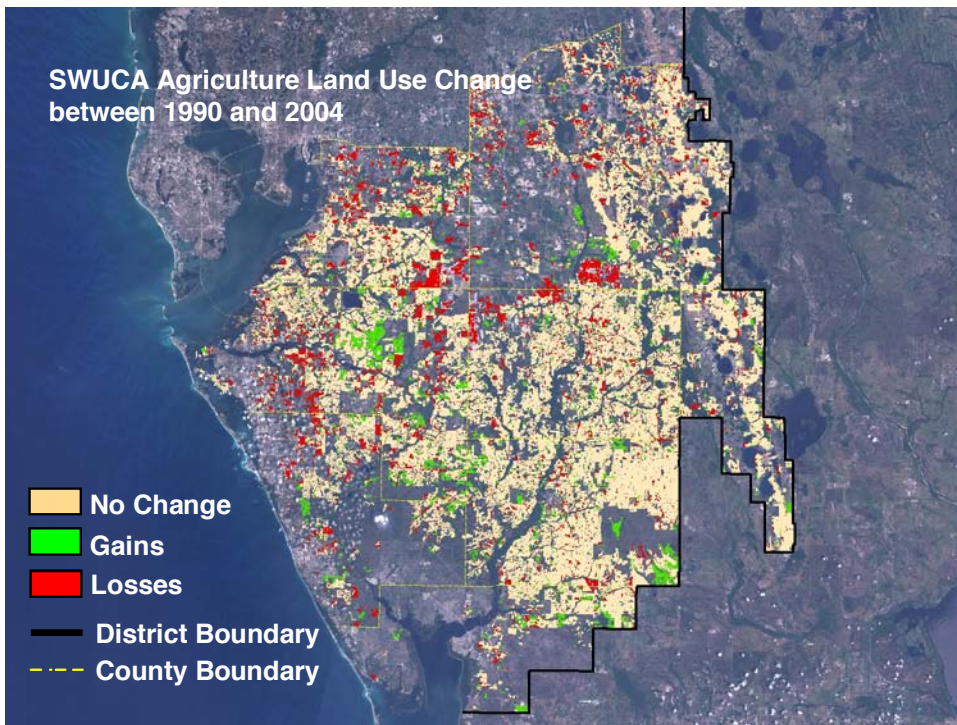 SWUCA Agriculture Land Use Change
between 1990 and 2004
No Change
Gains
Losses
District Boundary
County Boundary